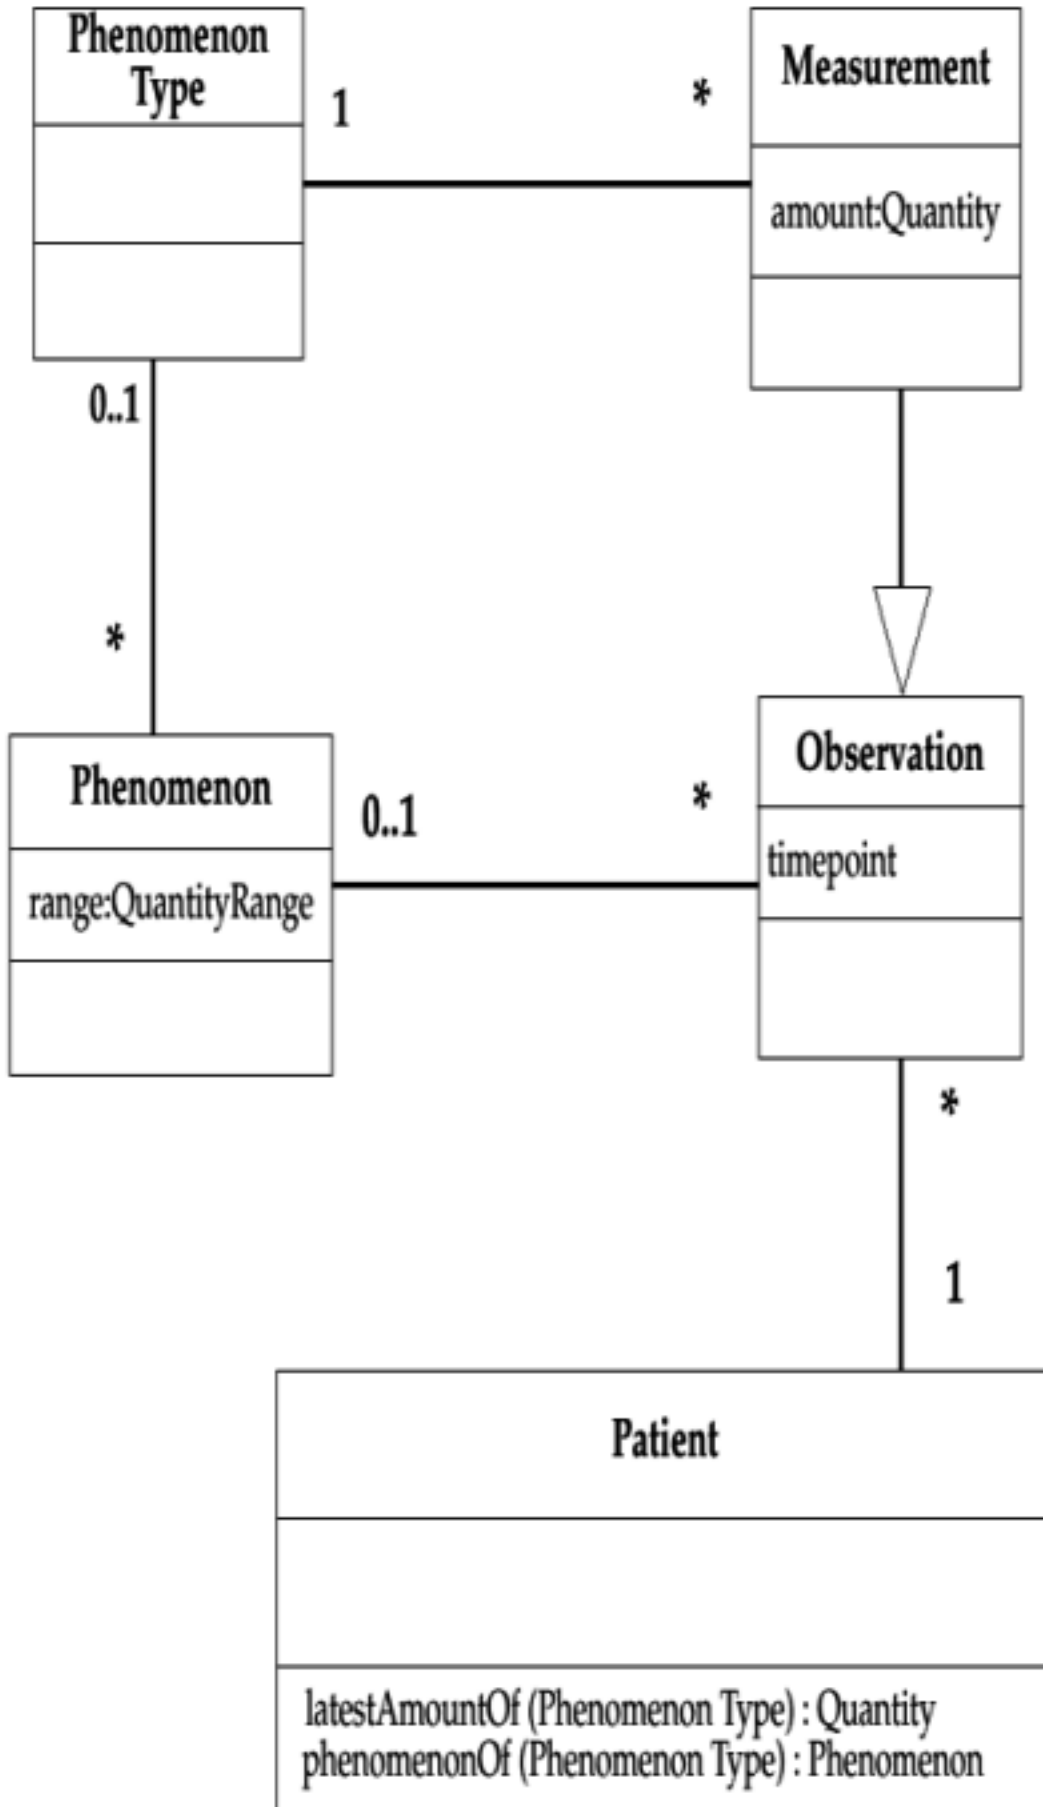 Phenomenon
Type
1
*
Measurement
amount:Quantity
0..1
*
Phenomenon
range:QuantityRange
0..1
*
Observation
timepoint
*
1
Patient
latestAmountOf (Phenomenon Type) : Quantity
phenomenonOf (Phenomenon Type) : Phenomenon